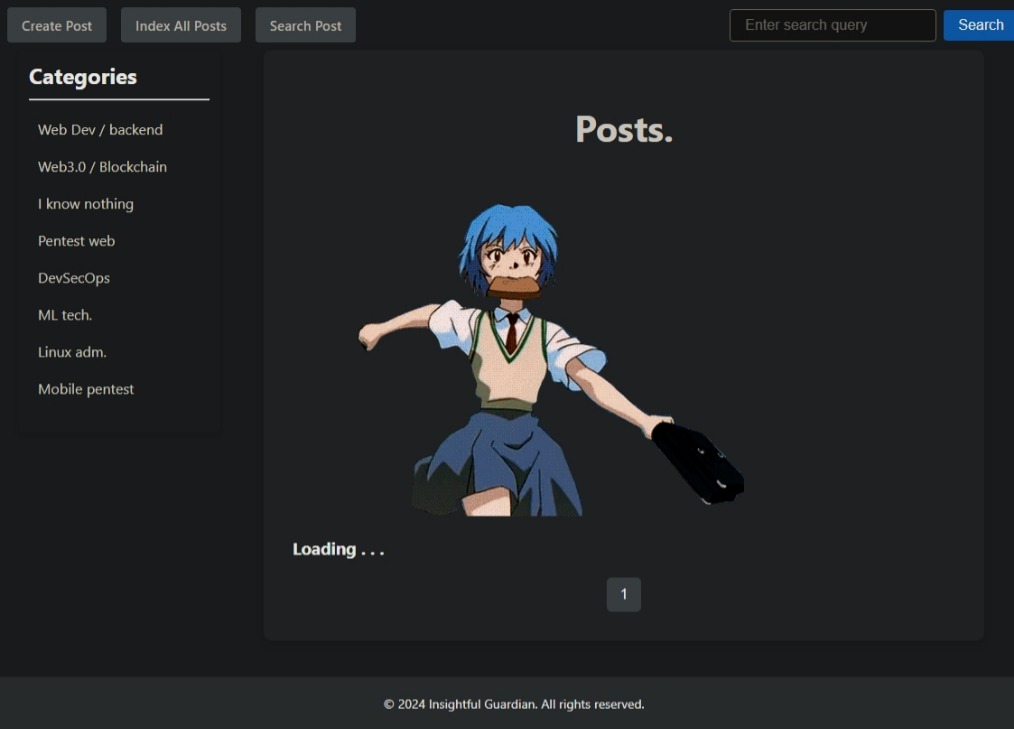 Create Post
Index All Posts
Search Post
Enter search query
Search
Categories
Web Dev / backend
Web3.0 / Blockchain
I know nothing
Pentest web
DevSecOps
ML tech.
Linux adm.
Mobile pentest
Posts.
Loading . . .
1
© 2024 Insightful Guardian. All rights reserved.